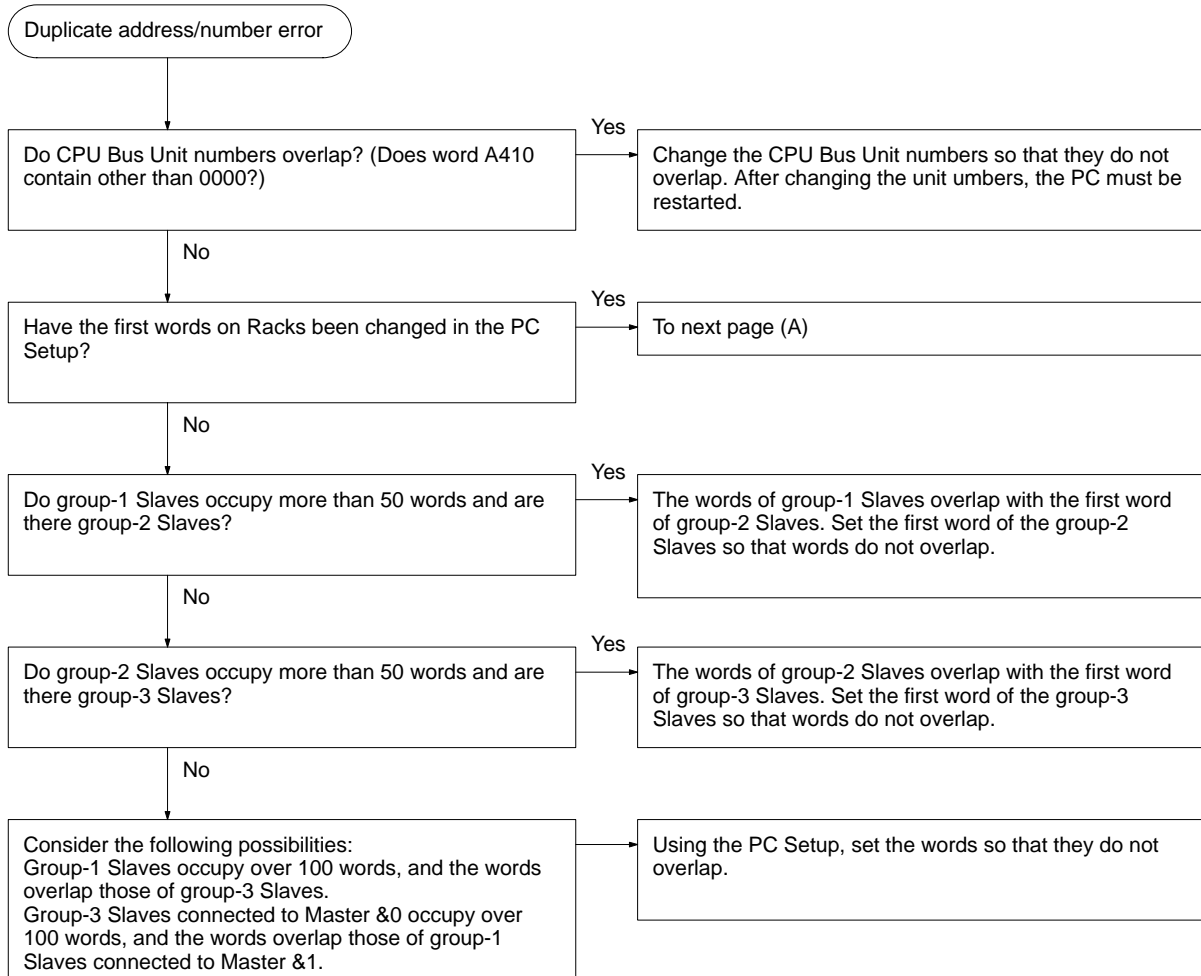 Duplicate address/number error
Do CPU Bus Unit numbers overlap? (Does word A410
contain other than 0000?)
Yes
Change the CPU Bus Unit numbers so that they do not
overlap. After changing the unit umbers, the PC must be
restarted.
No
Have the first words on Racks been changed in the PC
Setup?
Yes
To next page (A)
No
Do group-1 Slaves occupy more than 50 words and are
there group-2 Slaves?
Yes
The words of group-1 Slaves overlap with the first word
of group-2 Slaves. Set the first word of the group-2
Slaves so that words do not overlap.
No
Do group-2 Slaves occupy more than 50 words and are
there group-3 Slaves?
Yes
The words of group-2 Slaves overlap with the first word
of group-3 Slaves. Set the first word of the group-3
Slaves so that words do not overlap.
No
Consider the following possibilities:
Group-1 Slaves occupy over 100 words, and the words
overlap those of group-3 Slaves.
Group-3 Slaves connected to Master &0 occupy over
100 words, and the words overlap those of group-1
Slaves connected to Master &1.
Using the PC Setup, set the words so that they do not
overlap.